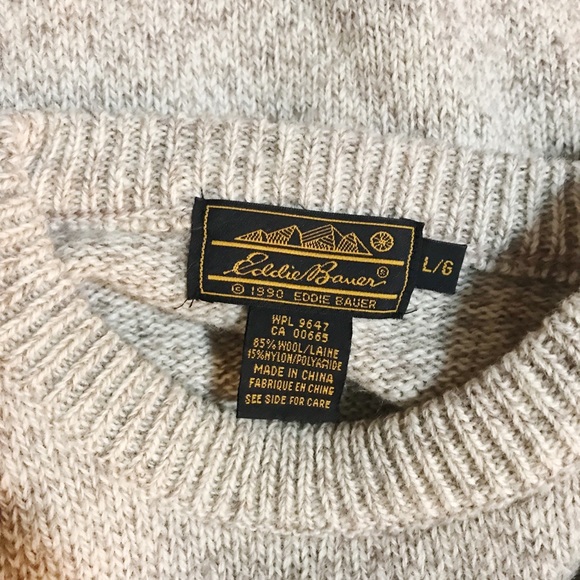 Eddie Bauer®
© 1990 EDDIE BAUER
L/G
WPL 9647
CA 00665
85% WOOL/LAINE
15%NYLON/POLYAMIDE
MADE IN CHINA
FABRIQUE EN CHINE
SEE SIDE FOR CARE